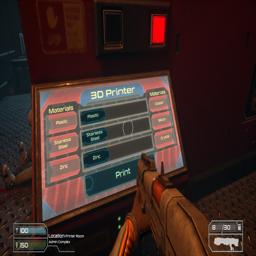 3D Printer
Materials
Materials
Plastic
Plastic
Stainless Steel
Stainless Steel
Zinc
Zinc
Print
100
150
Location:Printer Room
Admin Complex
8 /30